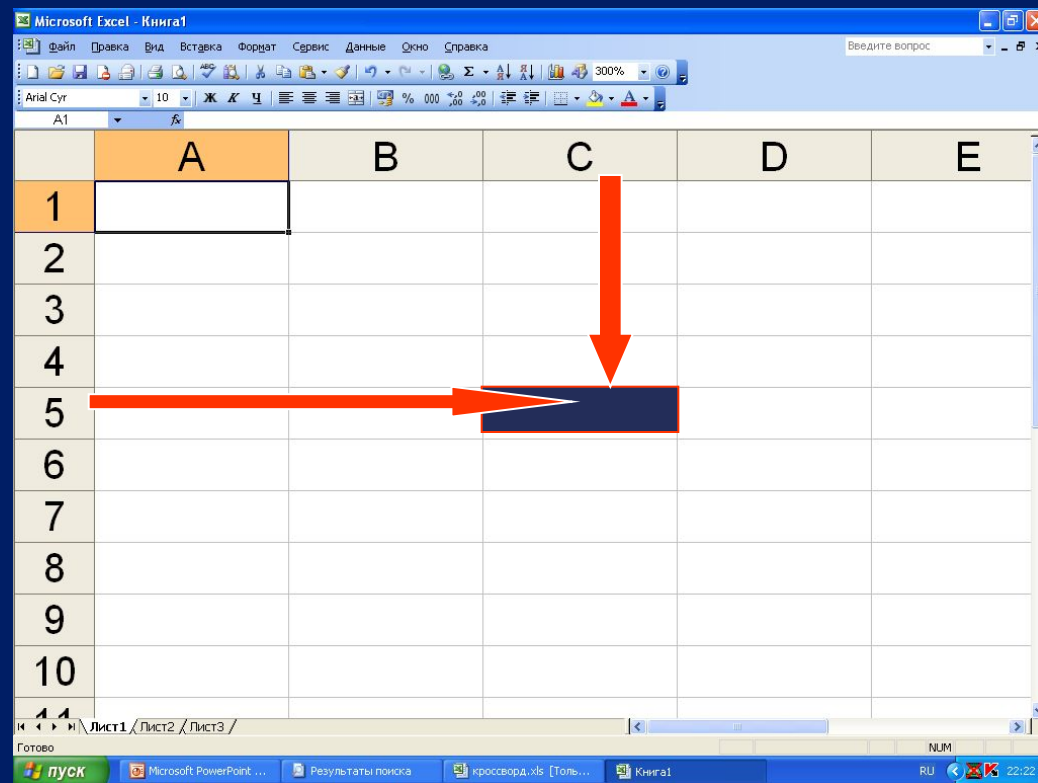 Microsoft Excel - Книга1
Файл Правка Вид Вставка Формат Сервис Данные Окно Справка Введите вопрос
300%
Arial Cyr 10 Ж К Ч % 000
A1 fx
A B C D E
1
2
3
4
5
6
7
8
9
10
11
Лист1 Лист2 Лист3
Готово NUM
пуск Microsoft PowerPoint ... Результаты поиска кроссворд.xls [Толь... Книга1 RU 22:22